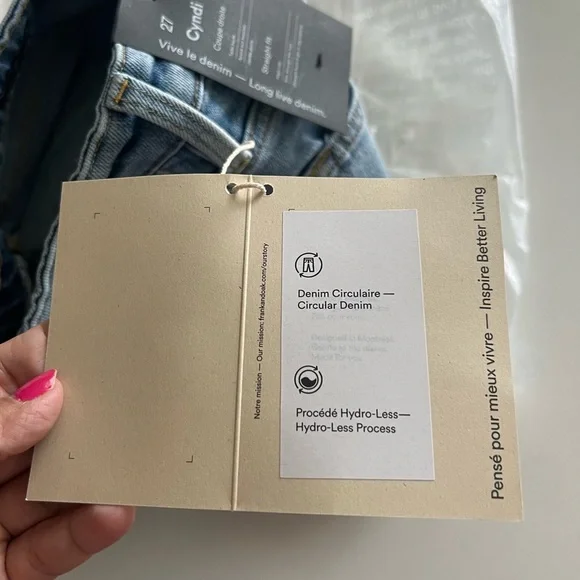 27
Cyndi
Coupe droite
Straight fit
Vive le denim — Long live denim.
Notre mission — Our mission: frankandoak.com/ourstory
Denim Circulaire —
Circular Denim
Procédé Hydro-Less—
Hydro-Less Process
Pensé pour mieux vivre — Inspire Better Living